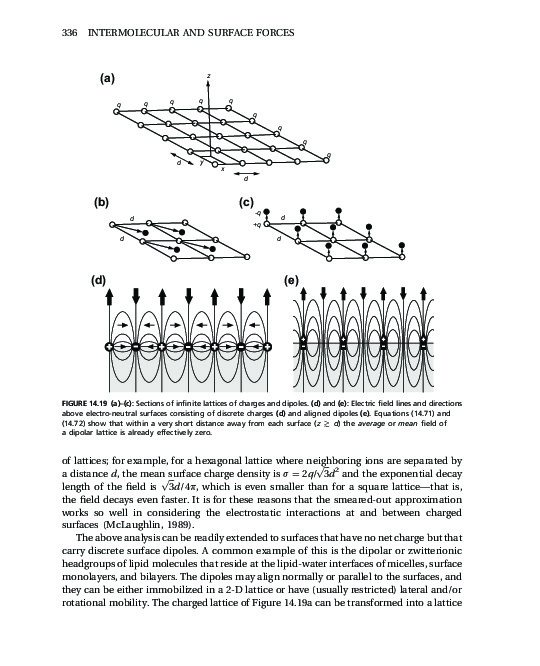 336 INTERMOLECULAR AND SURFACE FORCES
(a)
z
q q q q q
q
q
q
q
d y x
d
(b) (c)
d -q d
+q
d d
(d) (e)
FIGURE 14.19 (a)–(c): Sections of infinite lattices of charges and dipoles. (d) and (e): Electric field lines and directions
above electro-neutral surfaces consisting of discrete charges (d) and aligned dipoles (e). Equations (14.71) and
(14.72) show that within a very short distance away from each surface (z ≥ d) the average or mean field of
a dipolar lattice is already effectively zero.
of lattices; for example, for a hexagonal lattice where neighboring ions are separated by
a distance d, the mean surface charge density is σ = 2q/√3d² and the exponential decay
length of the field is √3d/4π, which is even smaller than for a square lattice—that is,
the field decays even faster. It is for these reasons that the smeared-out approximation
works so well in considering the electrostatic interactions at and between charged
surfaces (McLaughlin, 1989).
The above analysis can be readily extended to surfaces that have no net charge but that
carry discrete surface dipoles. A common example of this is the dipolar or zwitterionic
headgroups of lipid molecules that reside at the lipid-water interfaces of micelles, surface
monolayers, and bilayers. The dipoles may align normally or parallel to the surfaces, and
they can be either immobilized in a 2-D lattice or have (usually restricted) lateral and/or
rotational mobility. The charged lattice of Figure 14.19a can be transformed into a lattice